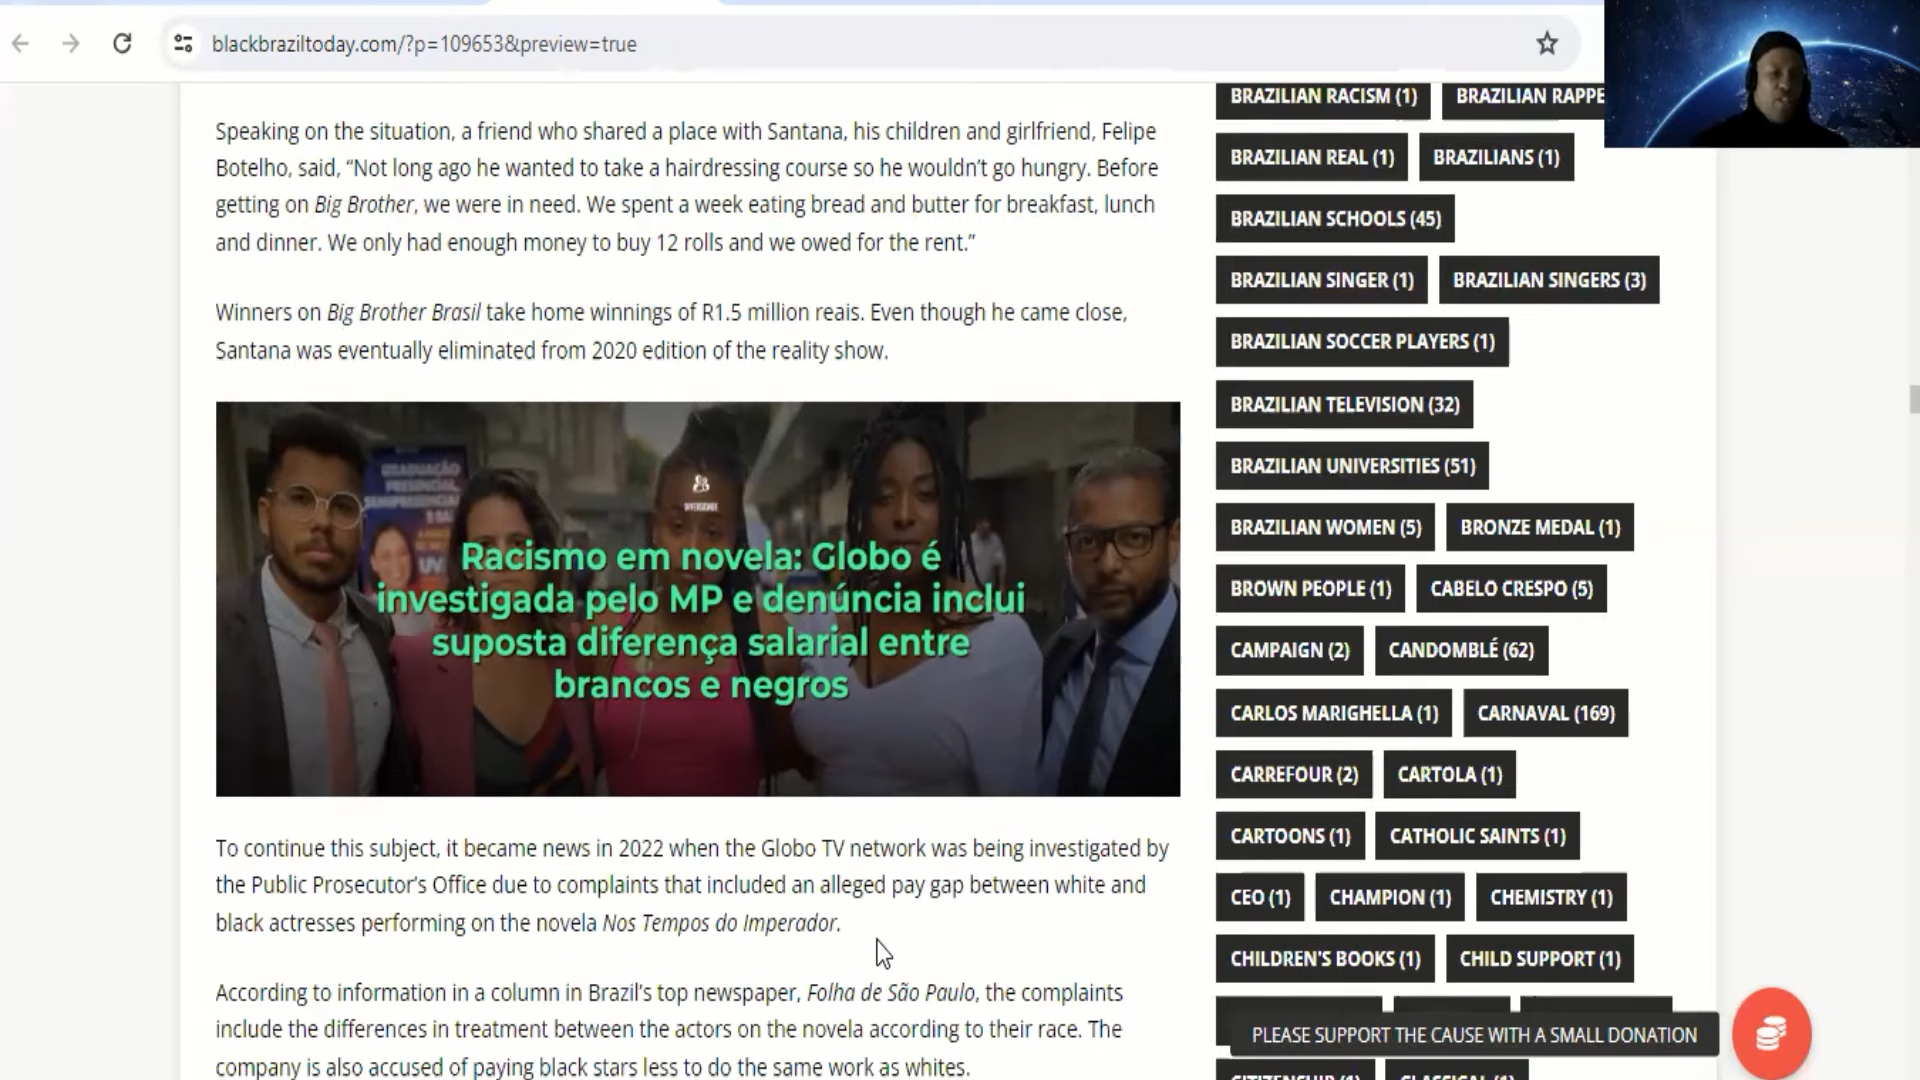 blackbraziltoday.com/?p=109653&preview=true
Speaking on the situation, a friend who shared a place with Santana, his children and girlfriend, Felipe
Botelho, said, “Not long ago he wanted to take a hairdressing course so he wouldn’t go hungry. Before
getting on Big Brother, we were in need. We spent a week eating bread and butter for breakfast, lunch
and dinner. We only had enough money to buy 12 rolls and we owed for the rent.”
Winners on Big Brother Brasil take home winnings of R1.5 million reais. Even though he came close,
Santana was eventually eliminated from 2020 edition of the reality show.
GRADUAÇÃO
PRESENCIAL,
SEMIPRESENCIAL
E EAD
UV
DIVERSIDADE
Racismo em novela: Globo é
investigada pelo MP e denúncia inclui
suposta diferença salarial entre
brancos e negros
To continue this subject, it became news in 2022 when the Globo TV network was being investigated by
the Public Prosecutor’s Office due to complaints that included an alleged pay gap between white and
black actresses performing on the novela Nos Tempos do Imperador.
According to information in a column in Brazil’s top newspaper, Folha de São Paulo, the complaints
include the differences in treatment between the actors on the novela according to their race. The
company is also accused of paying black stars less to do the same work as whites.
BRAZILIAN RACISM (1) BRAZILIAN RAPPE
BRAZILIAN REAL (1) BRAZILIANS (1)
BRAZILIAN SCHOOLS (45)
BRAZILIAN SINGER (1) BRAZILIAN SINGERS (3)
BRAZILIAN SOCCER PLAYERS (1)
BRAZILIAN TELEVISION (32)
BRAZILIAN UNIVERSITIES (51)
BRAZILIAN WOMEN (5) BRONZE MEDAL (1)
BROWN PEOPLE (1) CABELO CRESPO (5)
CAMPAIGN (2) CANDOMBLÉ (62)
CARLOS MARIGHELLA (1) CARNAVAL (169)
CARREFOUR (2) CARTOLA (1)
CARTOONS (1) CATHOLIC SAINTS (1)
CEO (1) CHAMPION (1) CHEMISTRY (1)
CHILDREN'S BOOKS (1) CHILD SUPPORT (1)
PLEASE SUPPORT THE CAUSE WITH A SMALL DONATION
CITIZENSHIP (1) CLASSICAL (1)